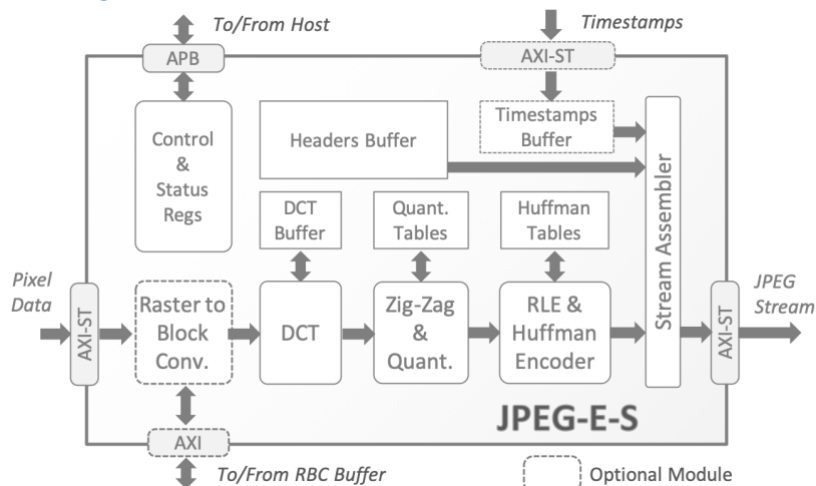 To/From Host
Timestamps
APB
AXI-ST
Control
&
Status
Regs
Headers Buffer
Timestamps
Buffer
Stream Assembler
DCT
Buffer
Quant.
Tables
Huffman
Tables
Pixel
Data
AXI-ST
Raster to
Block
Conv.
DCT
Zig-Zag
&
Quant.
RLE &
Huffman
Encoder
AXI-ST
JPEG
Stream
JPEG-E-S
AXI
To/From RBC Buffer
Optional Module